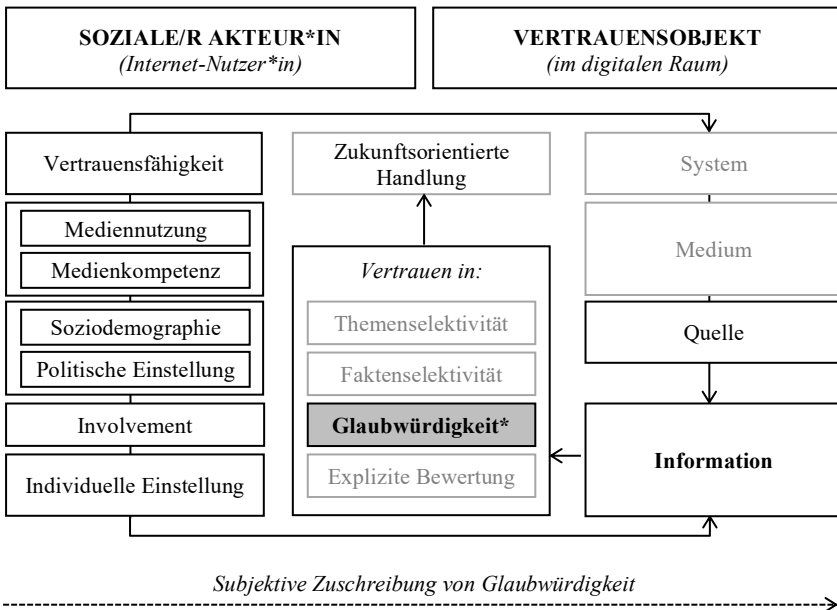 SOZIALE/R AKTEUR*IN
(Internet-Nutzer*in)
VERTRAUENSOBJEKT
(im digitalen Raum)
Vertrauensfähigkeit
Mediennutzung
Medienkompetenz
Soziodemographie
Politische Einstellung
Involvement
Individuelle Einstellung
Zukunftsorientierte
Handlung
Vertrauen in:
Themenselektivität
Faktenselektivität
Glaubwürdigkeit*
Explizite Bewertung
System
Medium
Quelle
Information
Subjektive Zuschreibung von Glaubwürdigkeit